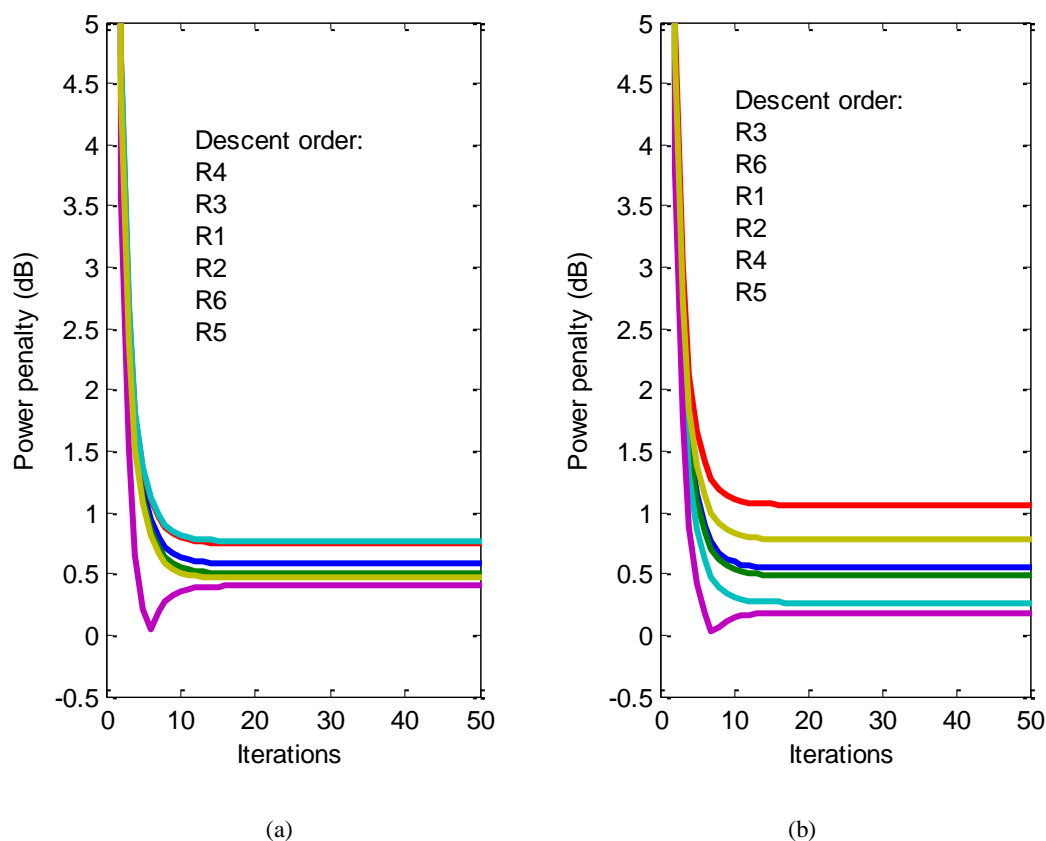 5
4.5
4
3.5
3
2.5
2
1.5
1
0.5
0
-0.5
Power penalty (dB)
Descent order:
R4
R3
R1
R2
R6
R5
0 10 20 30 40 50
Iterations
(a)
5
4.5
4
3.5
3
2.5
2
1.5
1
0.5
0
-0.5
Power penalty (dB)
Descent order:
R3
R6
R1
R2
R4
R5
0 10 20 30 40 50
Iterations
(b)